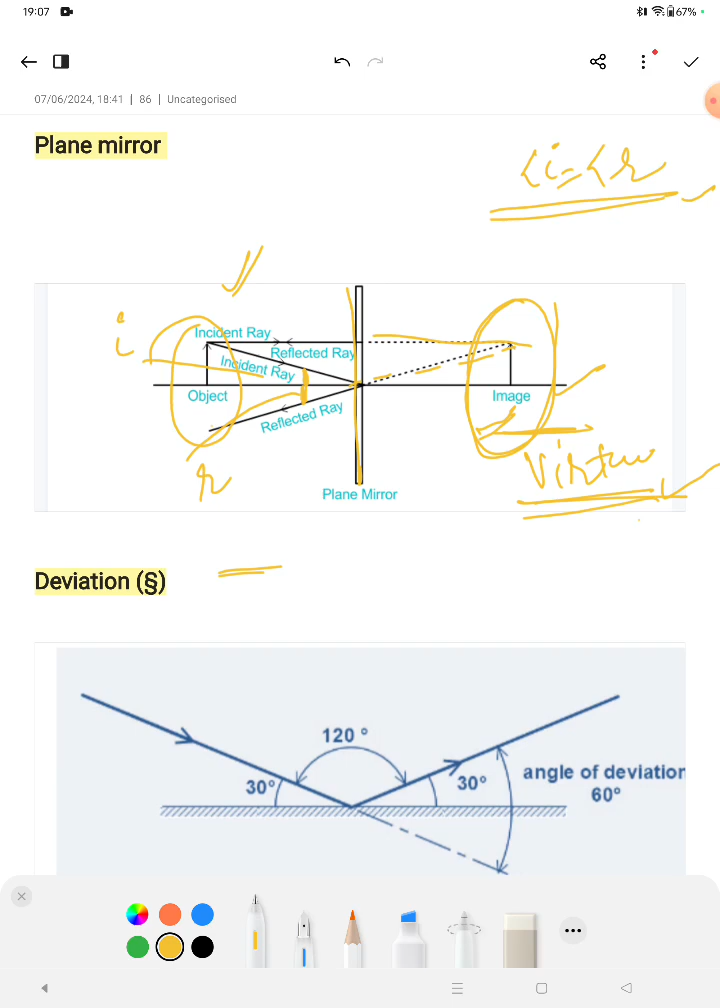 19:07
67%
07/06/2024, 18:41 | 86 | Uncategorised
Plane mirror
<i=<r
i
Incident Ray
Reflected Ray
Incident Ray
Object
Image
Reflected Ray
r
Plane Mirror
Deviation (§)
120°
30°
30°
angle of deviation
60°